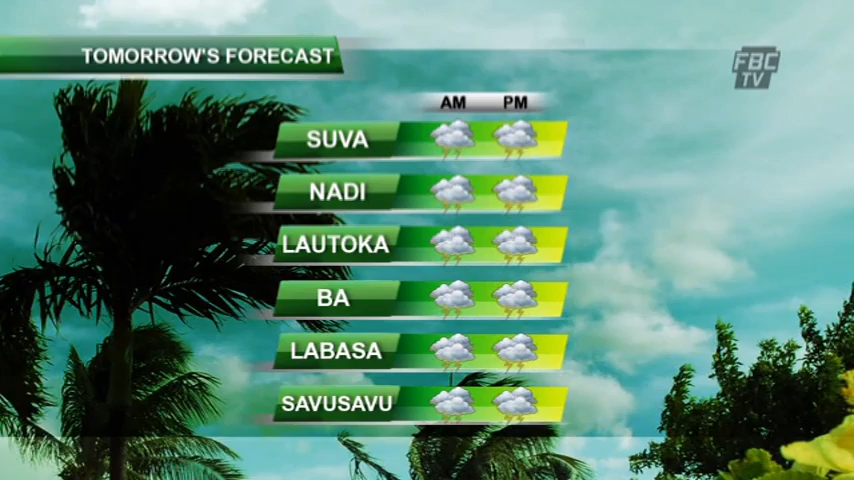 TOMORROW'S FORECAST
FBC
TV
AM PM
SUVA
NADI
LAUTOKA
BA
LABASA
SAVUSAVU